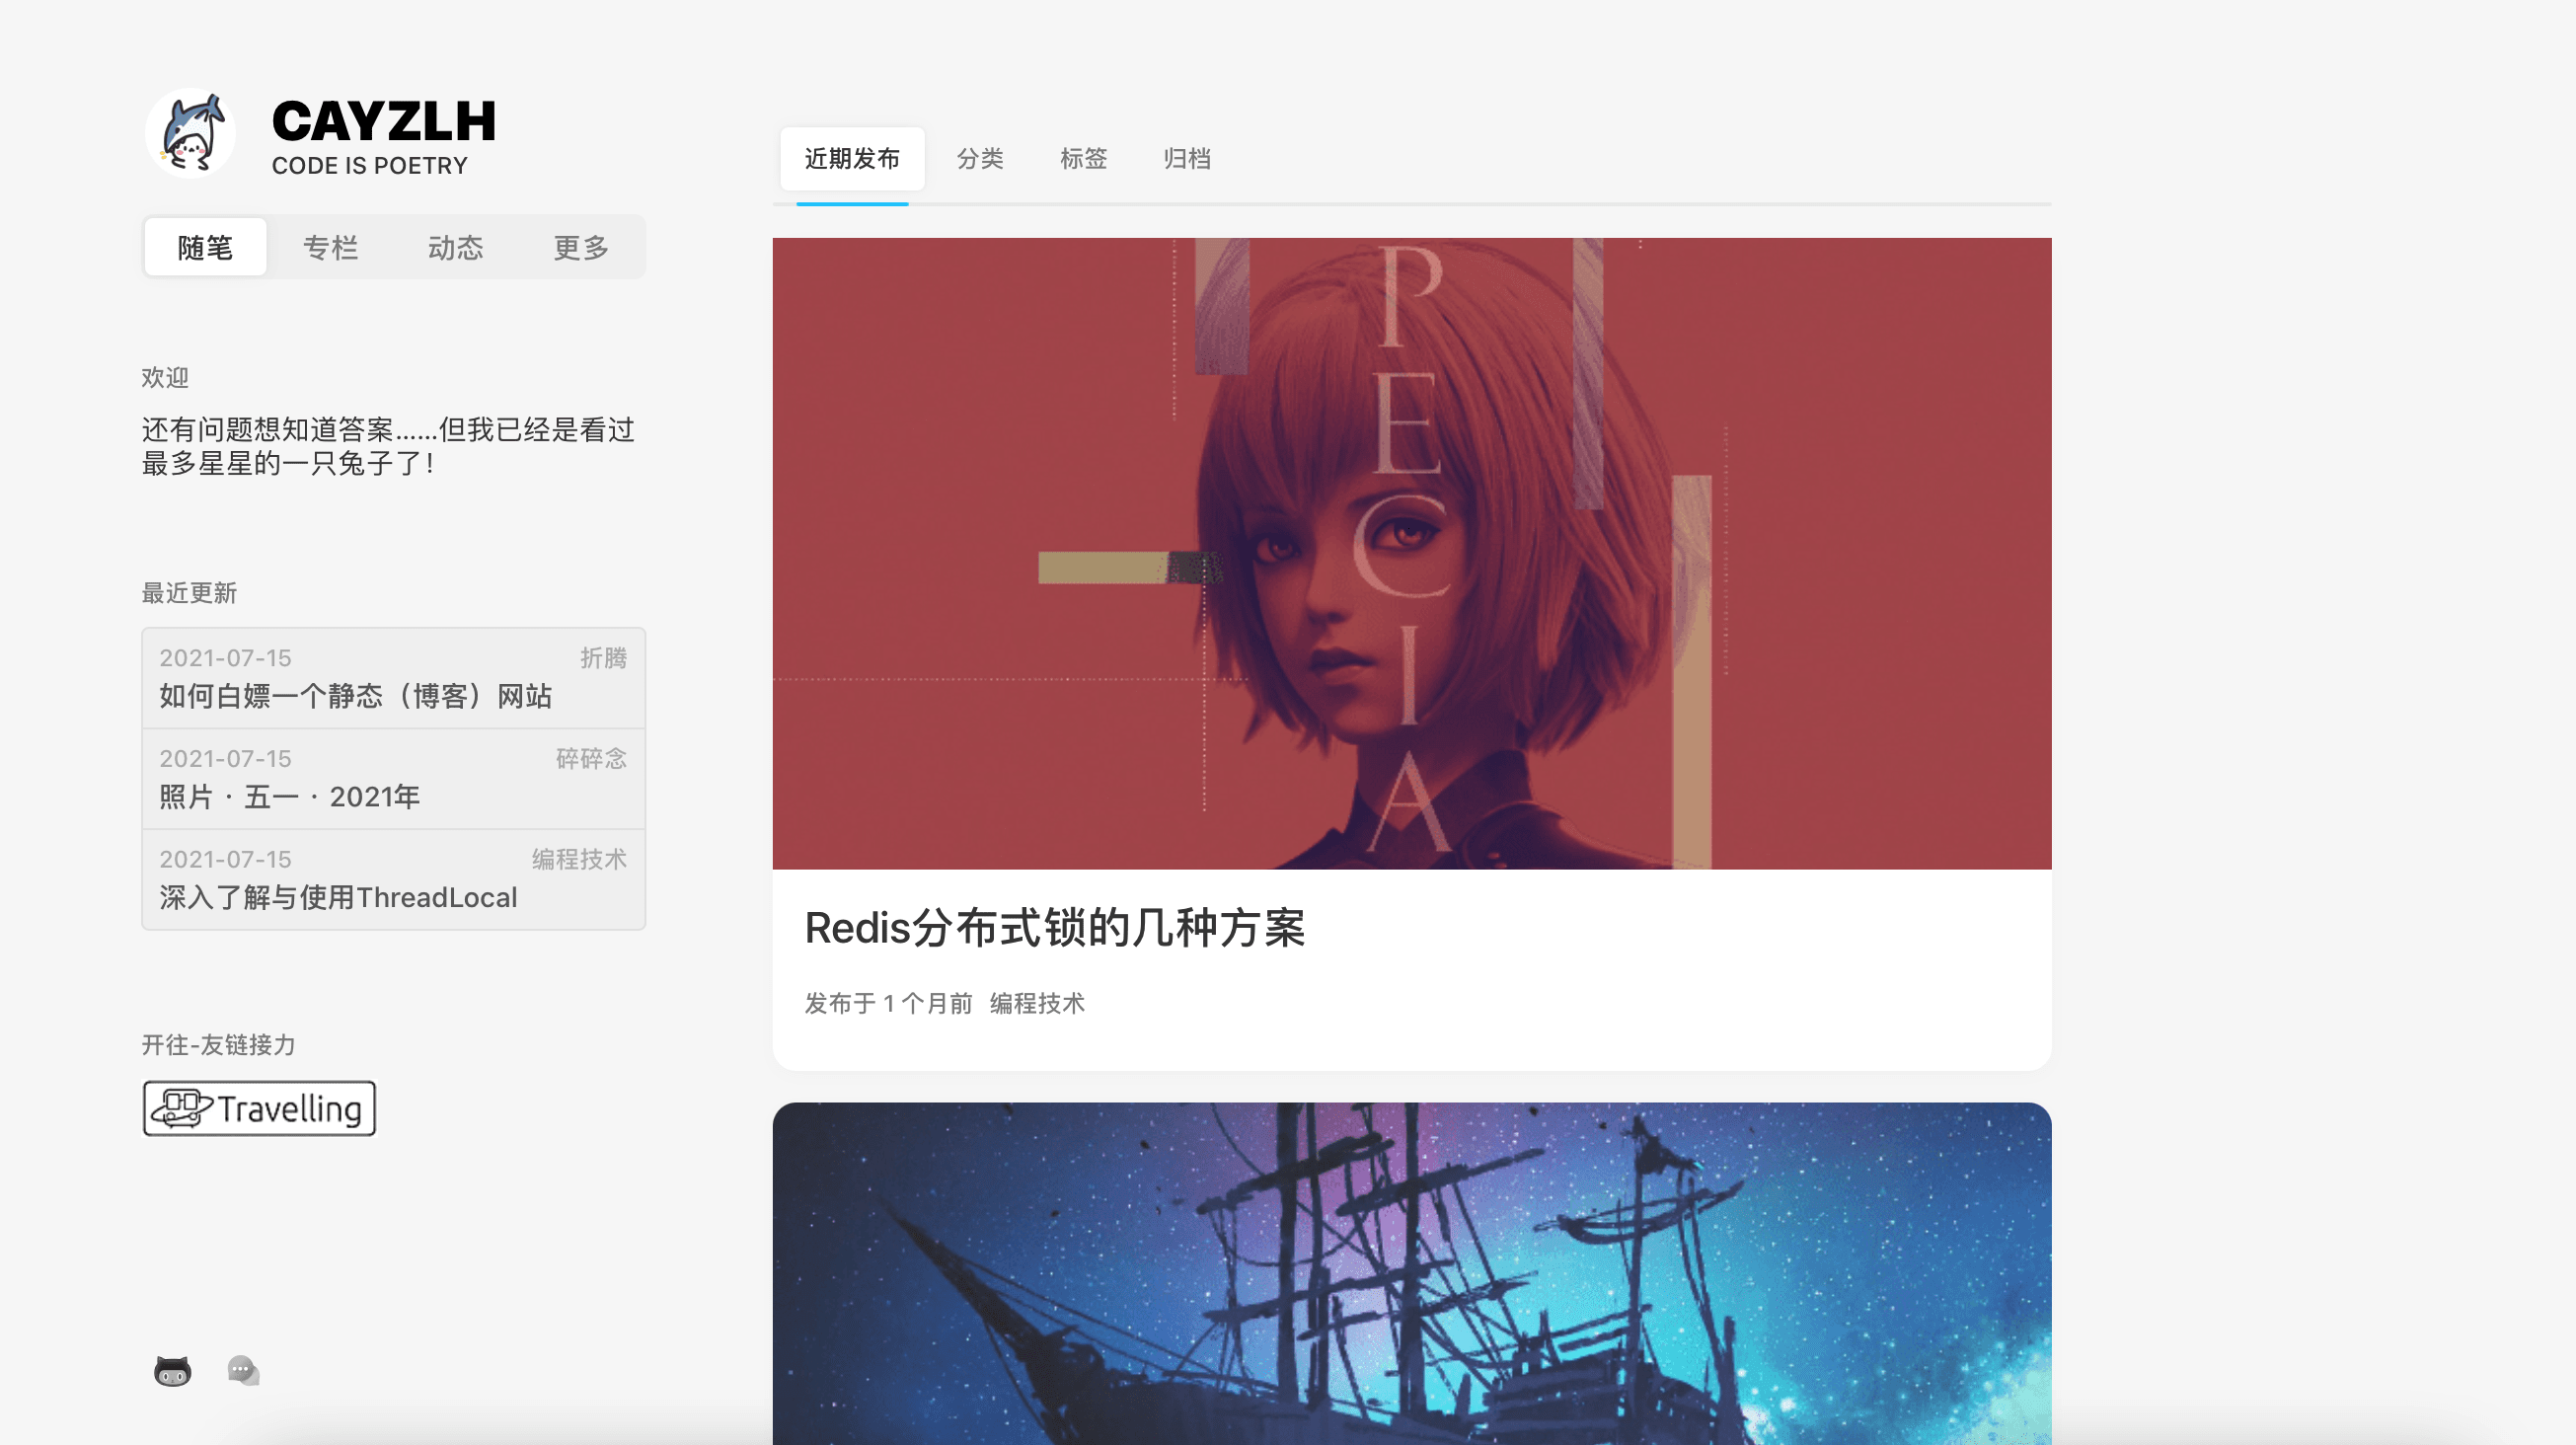 CAYZLH
CODE IS POETRY
随笔 专栏 动态 更多
欢迎
还有问题想知道答案……但我已经是看过
最多星星的一只兔子了！
最近更新
2021-07-15 折腾
如何白嫖一个静态（博客）网站
2021-07-15 碎碎念
照片 · 五一 · 2021年
2021-07-15 编程技术
深入了解与使用ThreadLocal
开往-友链接力
Travelling
近期发布 分类 标签 归档
P
E
C
I
A
Redis分布式锁的几种方案
发布于 1 个月前 编程技术